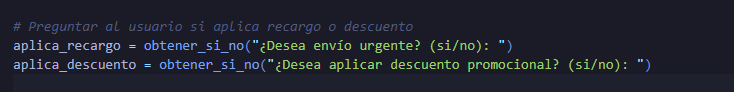 # Preguntar al usuario si aplica recargo o descuento
aplica_recargo = obtener_si_no("¿Desea envío urgente? (si/no): ")
aplica_descuento = obtener_si_no("¿Desea aplicar descuento promocional? (si/no): ")